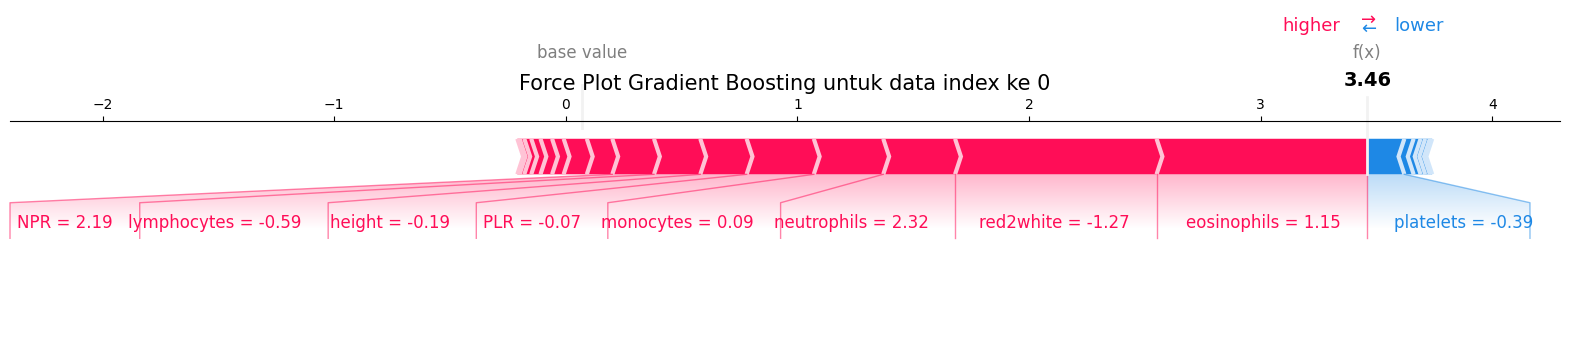 higher ⇄ lower
base value f(x)
Force Plot Gradient Boosting untuk data index ke 0 3.46
−2 −1 0 1 2 3 4
NPR = 2.19 lymphocytes = -0.59 height = -0.19 PLR = -0.07 monocytes = 0.09 neutrophils = 2.32 red2white = -1.27 eosinophils = 1.15 platelets = -0.39